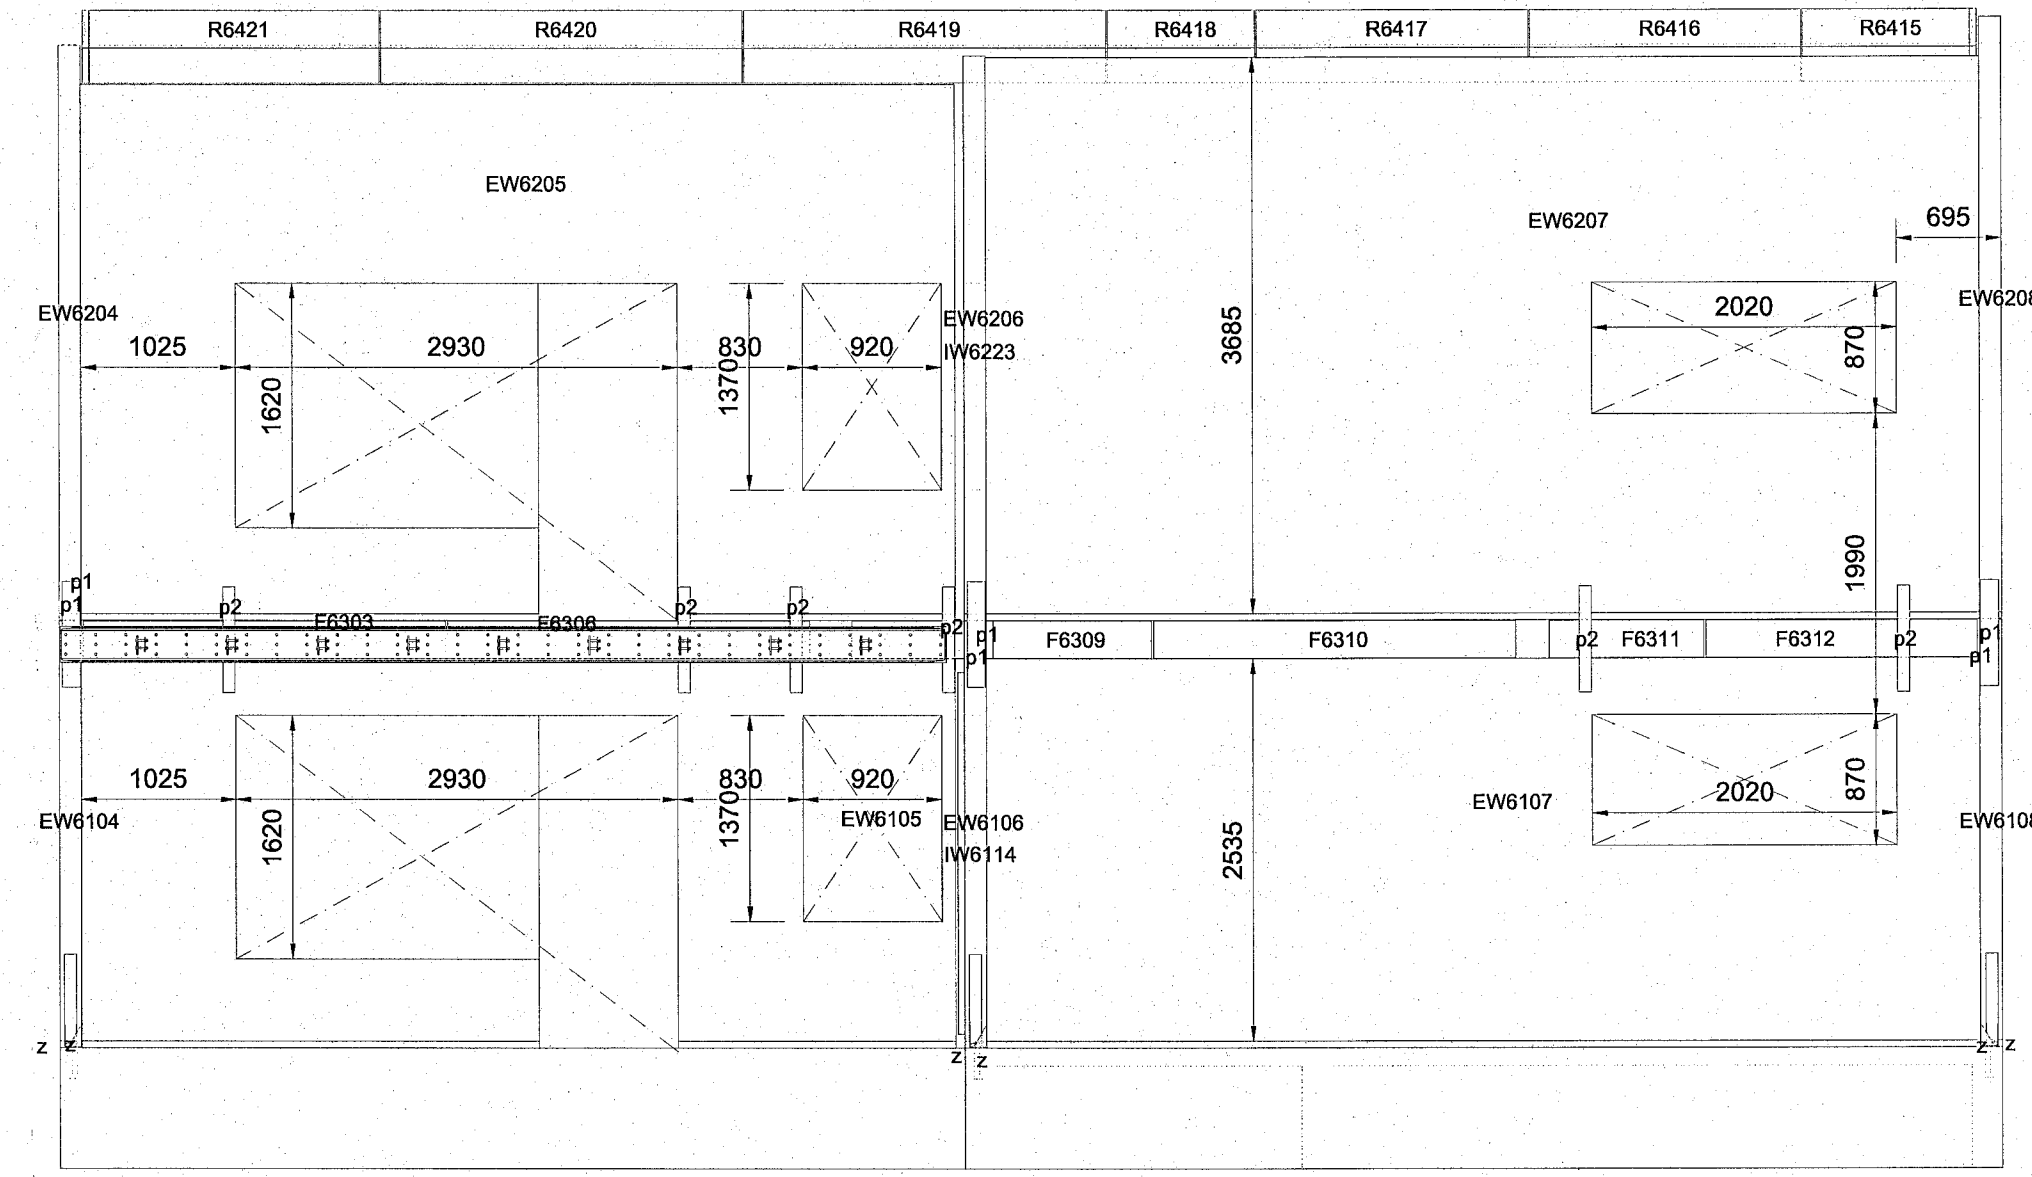 R6421 R6420 R6419 R6418 R6417 R6416 R6415
EW6205
EW6207
695
EW6204
EW6206
EW6208
1025 2930 830 920
IW6223
2020
1620
1370
3685
870
1990
p1
p1
p2
p2
p2
F6303
F6306
p2
p1
p1
F6309
F6310
p2
F6311
F6312
p2
p1
p1
1025 2930 830 920
2020
870
EW6104
EW6105
EW6106
EW6107
EW6108
IW6114
1620
1370
2535
z z
z z
z z